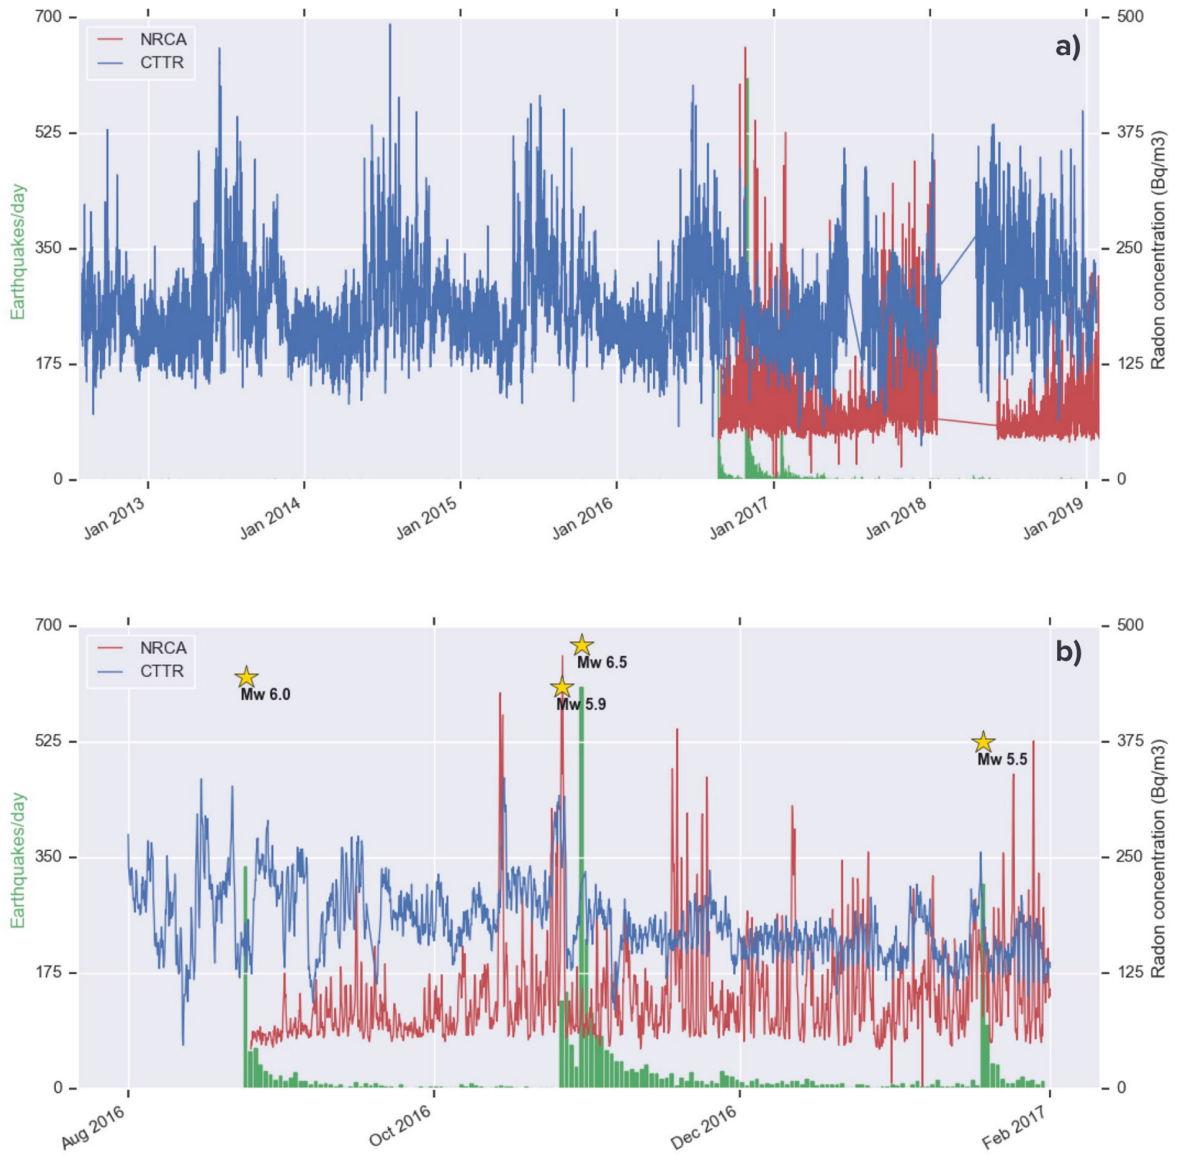 700
500
NRCA
CTTR
a)
525
375
Earthquakes/day
350
250
Radon concentration (Bq/m3)
175
125
0
0
Jan 2013
Jan 2014
Jan 2015
Jan 2016
Jan 2017
Jan 2018
Jan 2019
700
500
NRCA
CTTR
b)
Mw 6.5
Mw 6.0
Mw 5.9
525
375
Mw 5.5
Earthquakes/day
350
250
Radon concentration (Bq/m3)
175
125
0
0
Aug 2016
Oct 2016
Dec 2016
Feb 2017